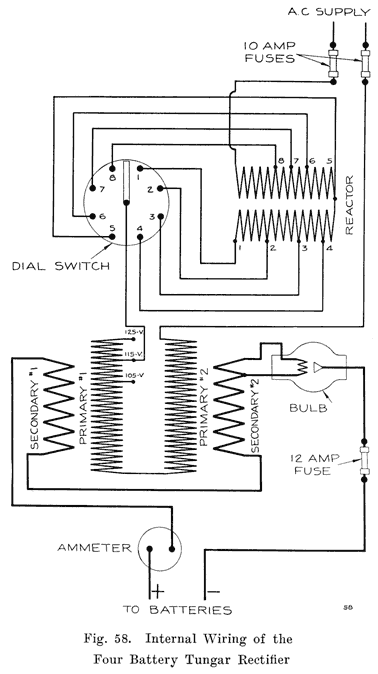 A.C SUPPLY
10 AMP
FUSES
8 7 6 5
8 1
7 2
6 3
5 4
REACTOR
DIAL SWITCH
1 2 3 4
125-V.
115-V.
105-V.
SECONDARY #1
PRIMARY #1
PRIMARY #2
SECONDARY #2
BULB
12 AMP
FUSE
AMMETER
+ −
TO BATTERIES
SB
Fig. 58. Internal Wiring of the
Four Battery Tungar Rectifier